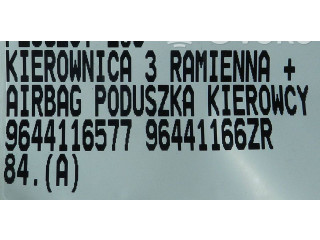 KIEROWNICA 3 RAMIENNA +
AIRBAG PODUSZKA KIEROWCY
9644116577 96441166ZR
84.(A)